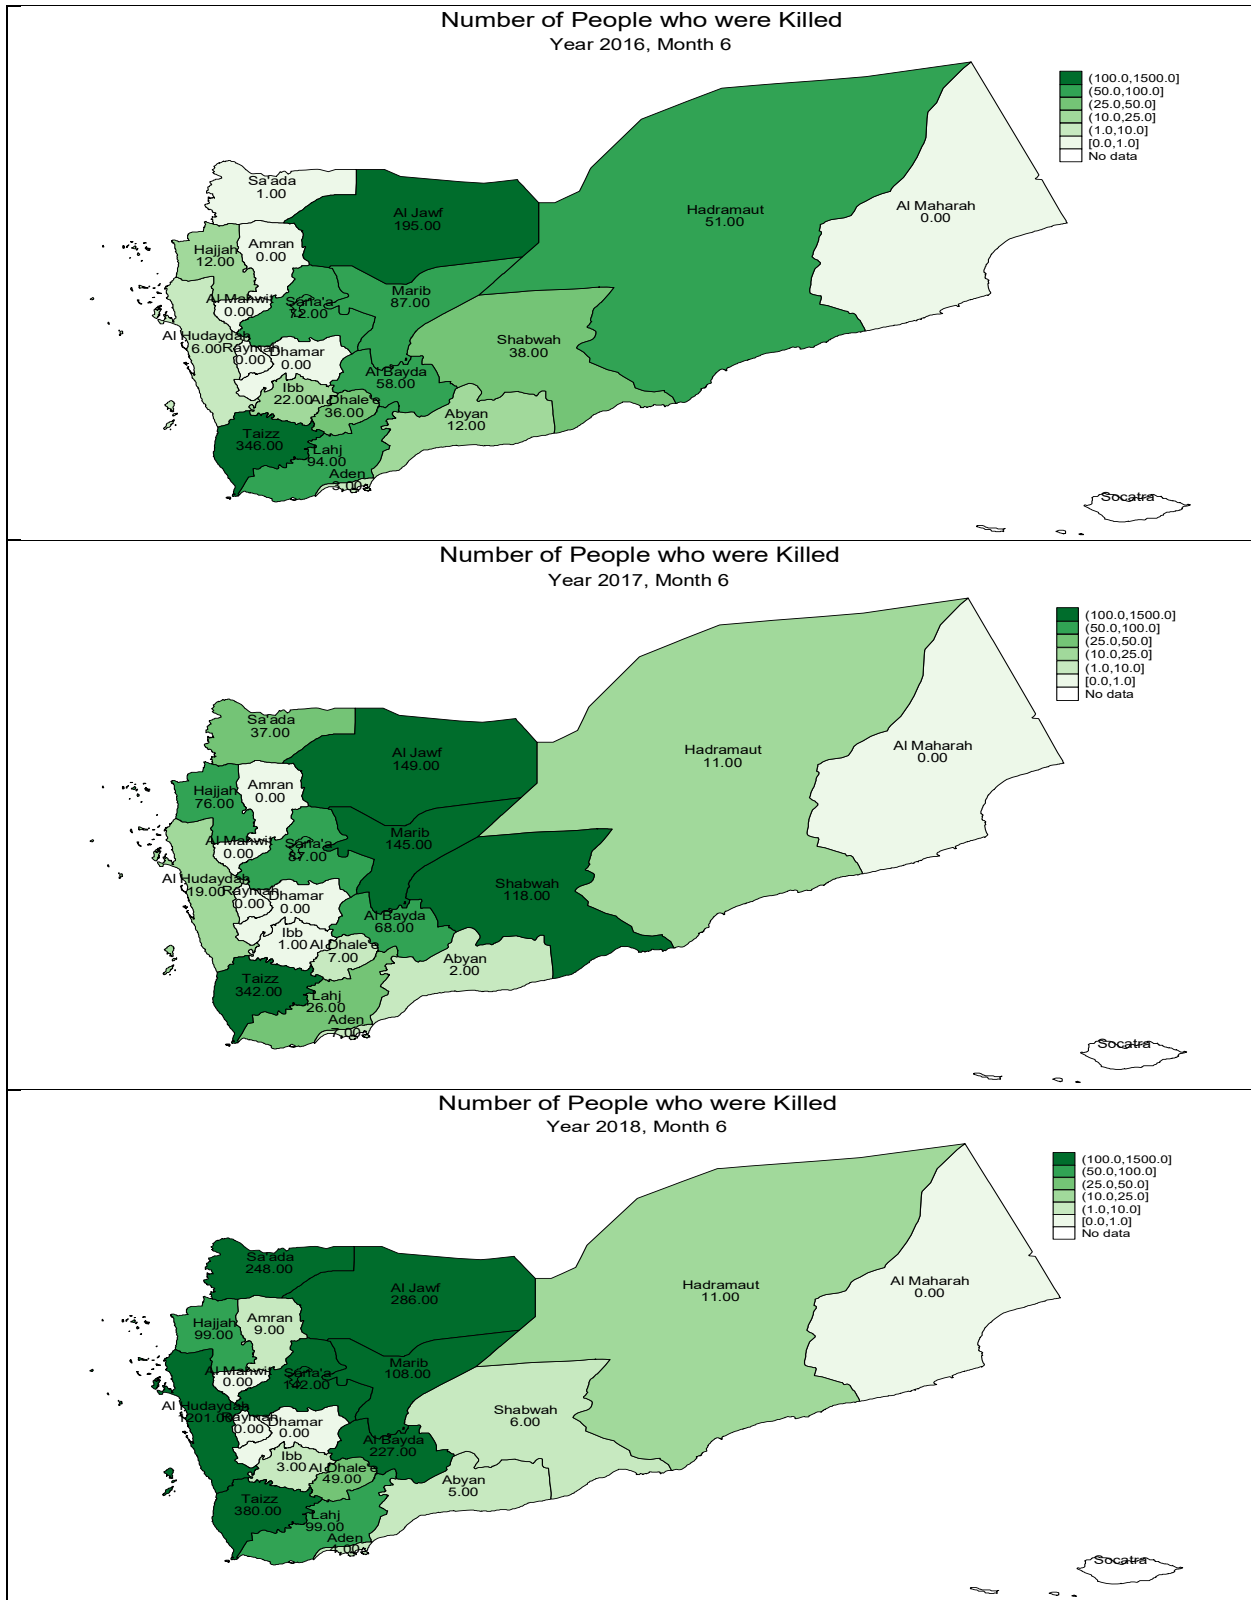 Number of People who were Killed
Year 2016, Month 6
(100.0,1500.0]
(50.0,100.0]
(25.0,50.0]
(10.0,25.0]
(1.0,10.0]
[0.0,1.0]
No data
Sa'ada
1.00
Al Jawf
195.00
Hadramaut
51.00
Al Maharah
0.00
Hajjah
12.00
Amran
0.00
Marib
87.00
Al Mahwit
0.00
Sana'a
72.00
Al Hudaydah
6.00
Raymah
0.00
Dhamar
0.00
Shabwah
38.00
Al Bayda
58.00
Ibb
22.00
Al Dhale'e
36.00
Abyan
12.00
Taizz
346.00
Lahj
94.00
Aden
3.00
Socatra
Number of People who were Killed
Year 2017, Month 6
(100.0,1500.0]
(50.0,100.0]
(25.0,50.0]
(10.0,25.0]
(1.0,10.0]
[0.0,1.0]
No data
Sa'ada
37.00
Al Jawf
149.00
Hadramaut
11.00
Al Maharah
0.00
Hajjah
76.00
Amran
0.00
Marib
145.00
Al Mahwit
0.00
Sana'a
87.00
Al Hudaydah
19.00
Raymah
0.00
Dhamar
0.00
Shabwah
118.00
Al Bayda
68.00
Ibb
1.00
Al Dhale'e
7.00
Abyan
2.00
Taizz
342.00
Lahj
26.00
Aden
7.00
Socatra
Number of People who were Killed
Year 2018, Month 6
(100.0,1500.0]
(50.0,100.0]
(25.0,50.0]
(10.0,25.0]
(1.0,10.0]
[0.0,1.0]
No data
Sa'ada
248.00
Al Jawf
286.00
Hadramaut
11.00
Al Maharah
0.00
Hajjah
99.00
Amran
9.00
Marib
108.00
Al Mahwit
0.00
Sana'a
142.00
Al Hudaydah
1201.00
Raymah
0.00
Dhamar
0.00
Shabwah
6.00
Al Bayda
227.00
Ibb
3.00
Al Dhale'e
49.00
Abyan
5.00
Taizz
380.00
Lahj
99.00
Aden
Socatra